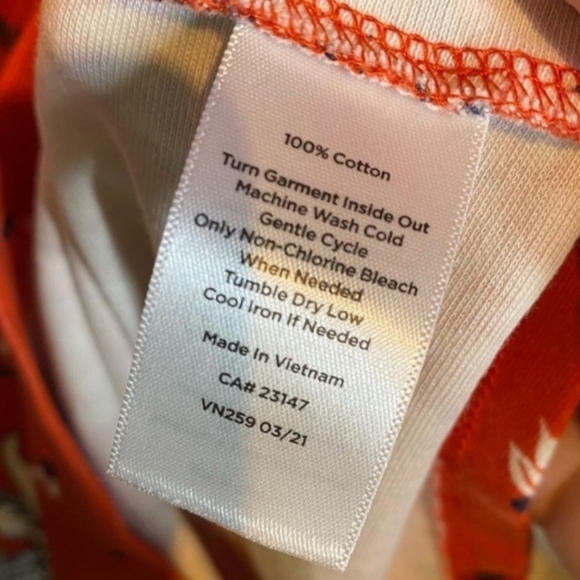 100% Cotton
Turn Garment Inside Out
Machine Wash Cold
Gentle Cycle
Only Non-Chlorine Bleach
When Needed
Tumble Dry Low
Cool Iron If Needed
Made In Vietnam
CA# 23147
VN259 03/21